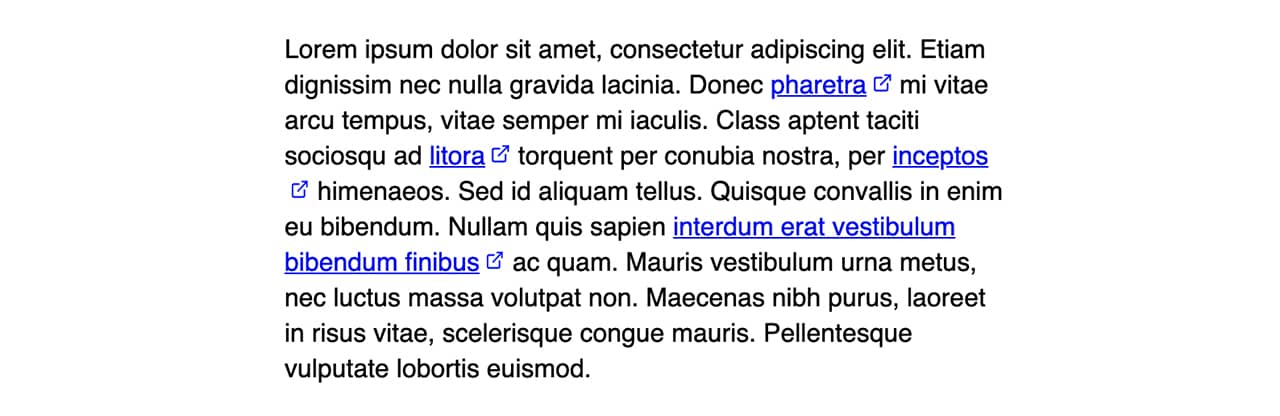 Lorem ipsum dolor sit amet, consectetur adipiscing elit. Etiam
dignissim nec nulla gravida lacinia. Donec pharetra mi vitae
arcu tempus, vitae semper mi iaculis. Class aptent taciti
sociosqu ad litora torquent per conubia nostra, per inceptos
himenaeos. Sed id aliquam tellus. Quisque convallis in enim
eu bibendum. Nullam quis sapien interdum erat vestibulum
bibendum finibus ac quam. Mauris vestibulum urna metus,
nec luctus massa volutpat non. Maecenas nibh purus, laoreet
in risus vitae, scelerisque congue mauris. Pellentesque
vulputate lobortis euismod.